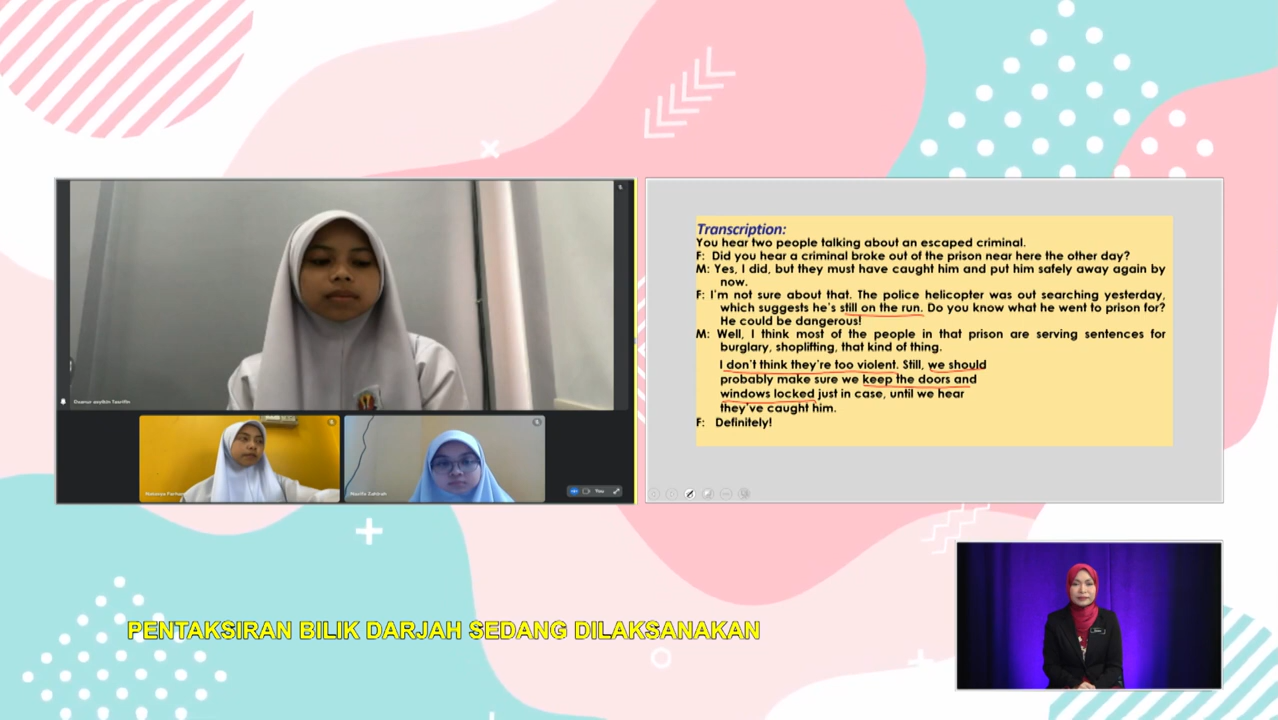 Transcription:
You hear two people talking about an escaped criminal.
F: Did you hear a criminal broke out of the prison near here the other day?
M: Yes, I did, but they must have caught him and put him safely away again by
now.
F: I'm not sure about that. The police helicopter was out searching yesterday,
which suggests he's still on the run. Do you know what he went to prison for?
He could be dangerous!
M: Well, I think most of the people in that prison are serving sentences for
burglary, shoplifting, that kind of thing.
I don't think they're too violent. Still, we should
probably make sure we keep the doors and
windows locked just in case, until we hear
they've caught him.
F: Definitely!
You
PENTAKSIRAN BILIK DARJAH SEDANG DILAKSANAKAN